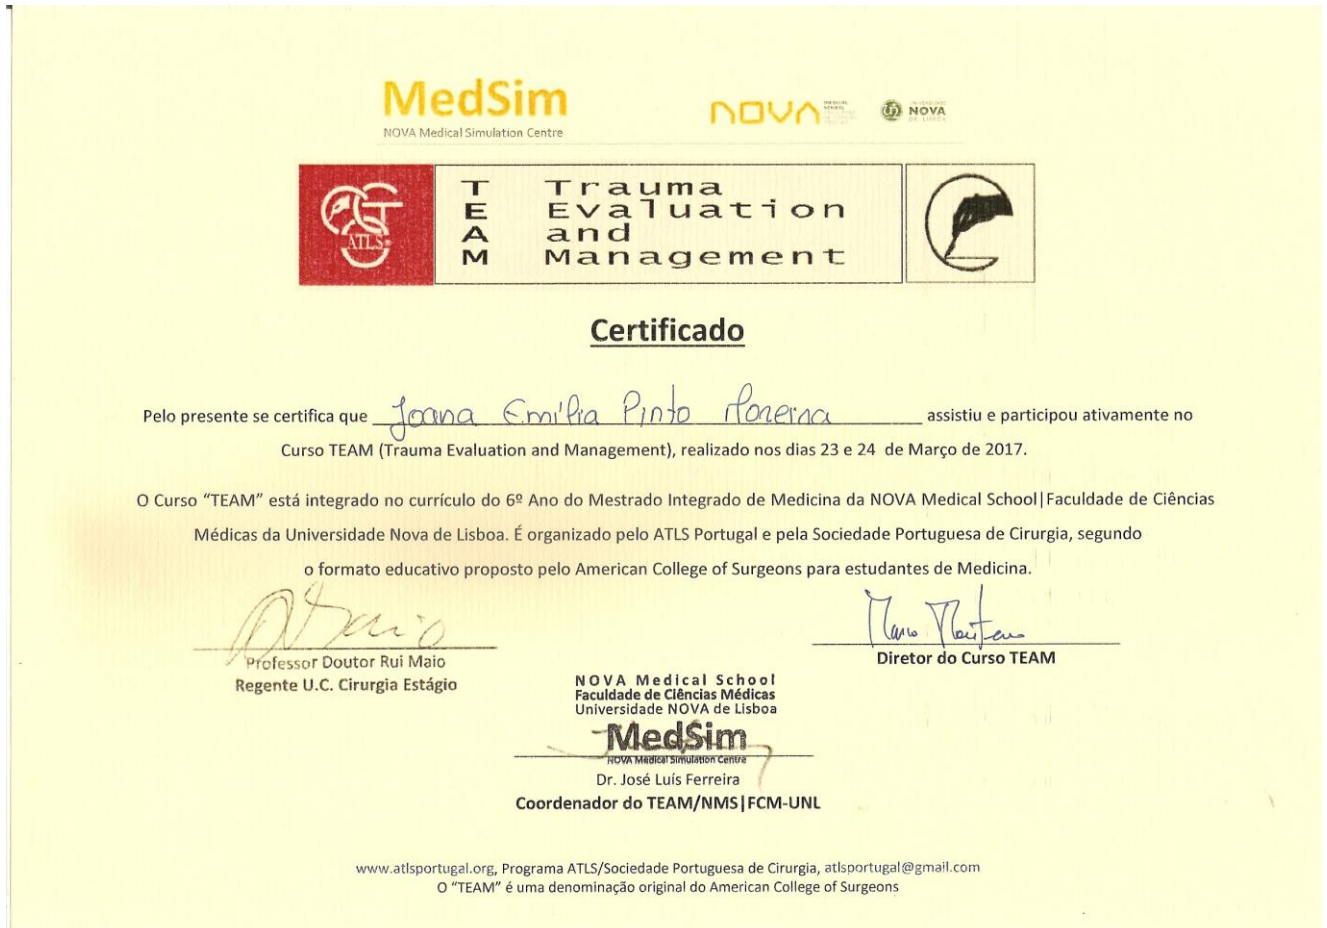 MedSim
NOVA Medical Simulation Centre
NOVA
NOVA
DE LISBOA
ATLS
T Trauma
E Evaluation
A and
M Management
Certificado
Pelo presente se certifica que Joana Emília Pinto Moreira assistiu e participou ativamente no
Curso TEAM (Trauma Evaluation and Management), realizado nos dias 23 e 24 de Março de 2017.
O Curso “TEAM” está integrado no currículo do 6º Ano do Mestrado Integrado de Medicina da NOVA Medical School|Faculdade de Ciências
Médicas da Universidade Nova de Lisboa. É organizado pelo ATLS Portugal e pela Sociedade Portuguesa de Cirurgia, segundo
o formato educativo proposto pelo American College of Surgeons para estudantes de Medicina.
Professor Doutor Rui Maio
Regente U.C. Cirurgia Estágio
Diretor do Curso TEAM
NOVA Medical School
Faculdade de Ciências Médicas
Universidade NOVA de Lisboa
MedSim
NOVA Medical Simulation Centre
Dr. José Luís Ferreira
Coordenador do TEAM/NMS|FCM-UNL
www.atlsportugal.org, Programa ATLS/Sociedade Portuguesa de Cirurgia, atlsportugal@gmail.com
O “TEAM” é uma denominação original do American College of Surgeons